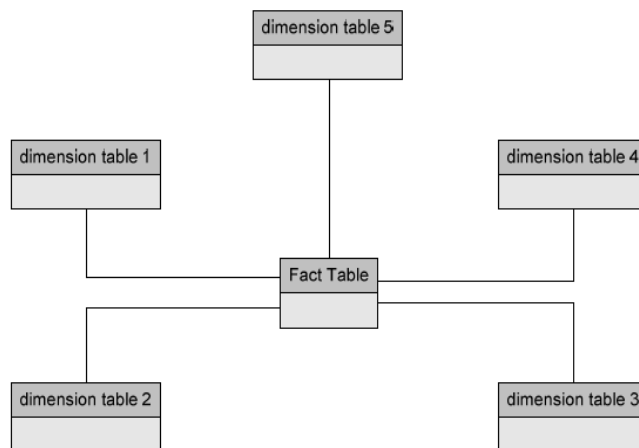 dimension table 5
dimension table 1
dimension table 4
Fact Table
dimension table 2
dimension table 3